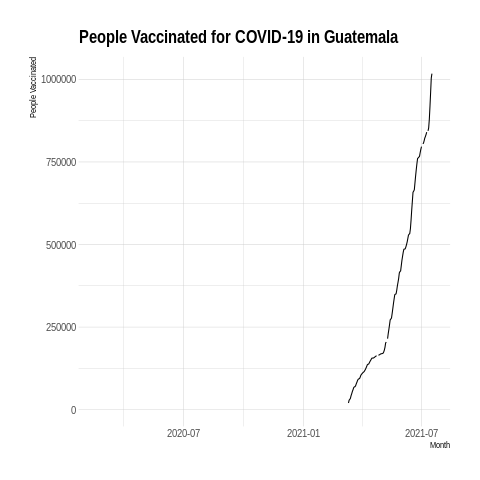 People Vaccinated for COVID-19 in Guatemala
People Vaccinated
1000000
750000
500000
250000
0
2020-07
2021-01
2021-07
Month